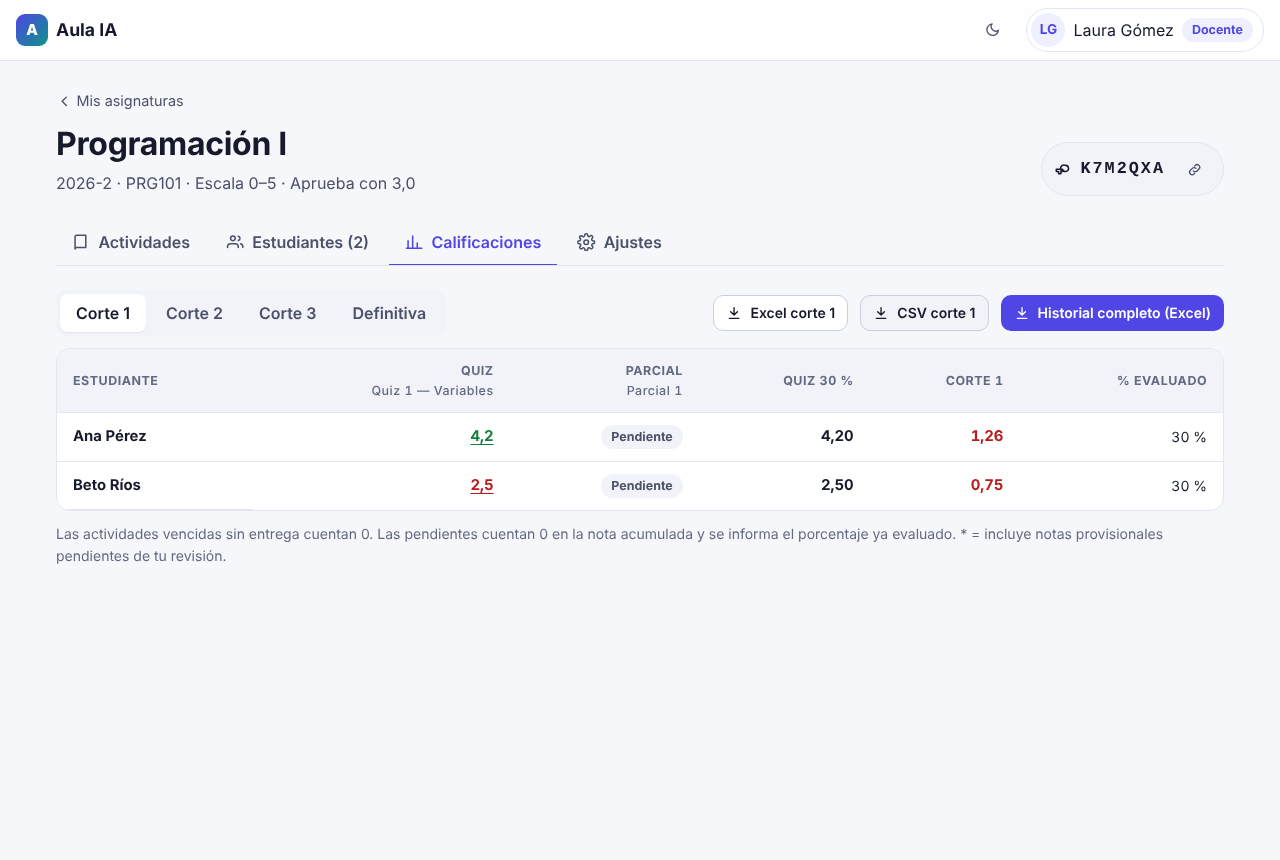 A Aula IA
LG Laura Gómez Docente
Mis asignaturas
Programación I
2026-2 · PRG101 · Escala 0–5 · Aprueba con 3,0
K7M2QXA
Actividades Estudiantes (2) Calificaciones Ajustes
Corte 1 Corte 2 Corte 3 Definitiva Excel corte 1 CSV corte 1 Historial completo (Excel)
ESTUDIANTE QUIZ PARCIAL QUIZ 30 % CORTE 1 % EVALUADO
Quiz 1 — Variables Parcial 1
Ana Pérez 4,2 Pendiente 4,20 1,26 30 %
Beto Ríos 2,5 Pendiente 2,50 0,75 30 %
Las actividades vencidas sin entrega cuentan 0. Las pendientes cuentan 0 en la nota acumulada y se informa el porcentaje ya evaluado. * = incluye notas provisionales
pendientes de tu revisión.